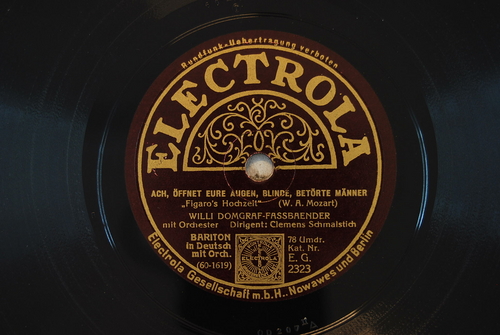 Rundfunk-Uebertragung verboten
ELECTROLA
ACH, ÖFFNET EURE AUGEN, BLINDE, BETÖRTE MÄNNER
„Figaro's Hochzeit" (W. A. Mozart)
WILLI DOMGRAF-FASSBAENDER
mit Orchester Dirigent: Clemens Schmalstich
BARITON
in Deutsch
mit Orch.
(60-1619)
ELECTROLA
78 Umdr.
Kat. Nr.
E. G.
2323
Electrola Gesellschaft m.b.H.. Nowawes und Berlin